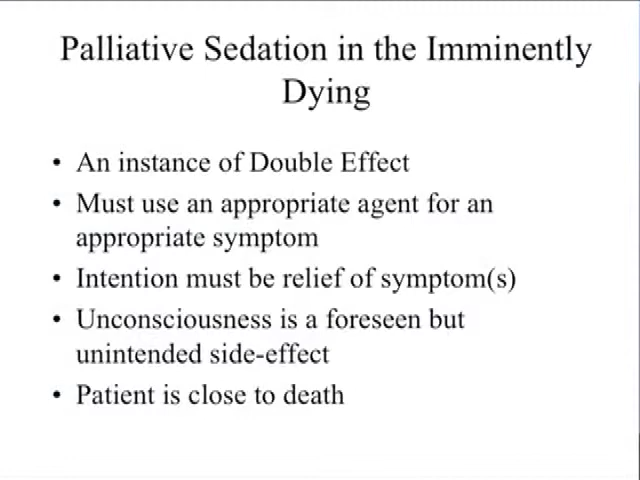 Palliative Sedation in the Imminently
Dying
• An instance of Double Effect
• Must use an appropriate agent for an
appropriate symptom
• Intention must be relief of symptom(s)
• Unconsciousness is a foreseen but
unintended side-effect
• Patient is close to death